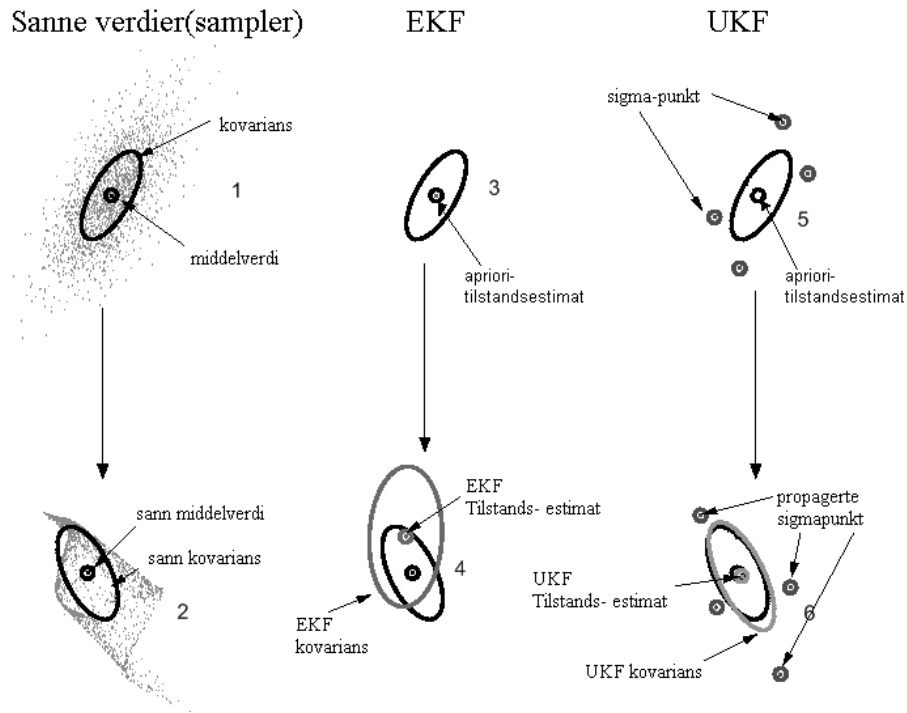 Sanne verdier(sampler)
EKF
UKF
kovarians
1
middelverdi
3
apriori-
tilstandsestimat
sigma-punkt
5
apriori-
tilstandsestimat
sann middelverdi
sann kovarians
2
EKF
Tilstands- estimat
4
EKF
kovarians
propagerte
sigmapunkt
UKF
Tilstands- estimat
6
UKF kovarians